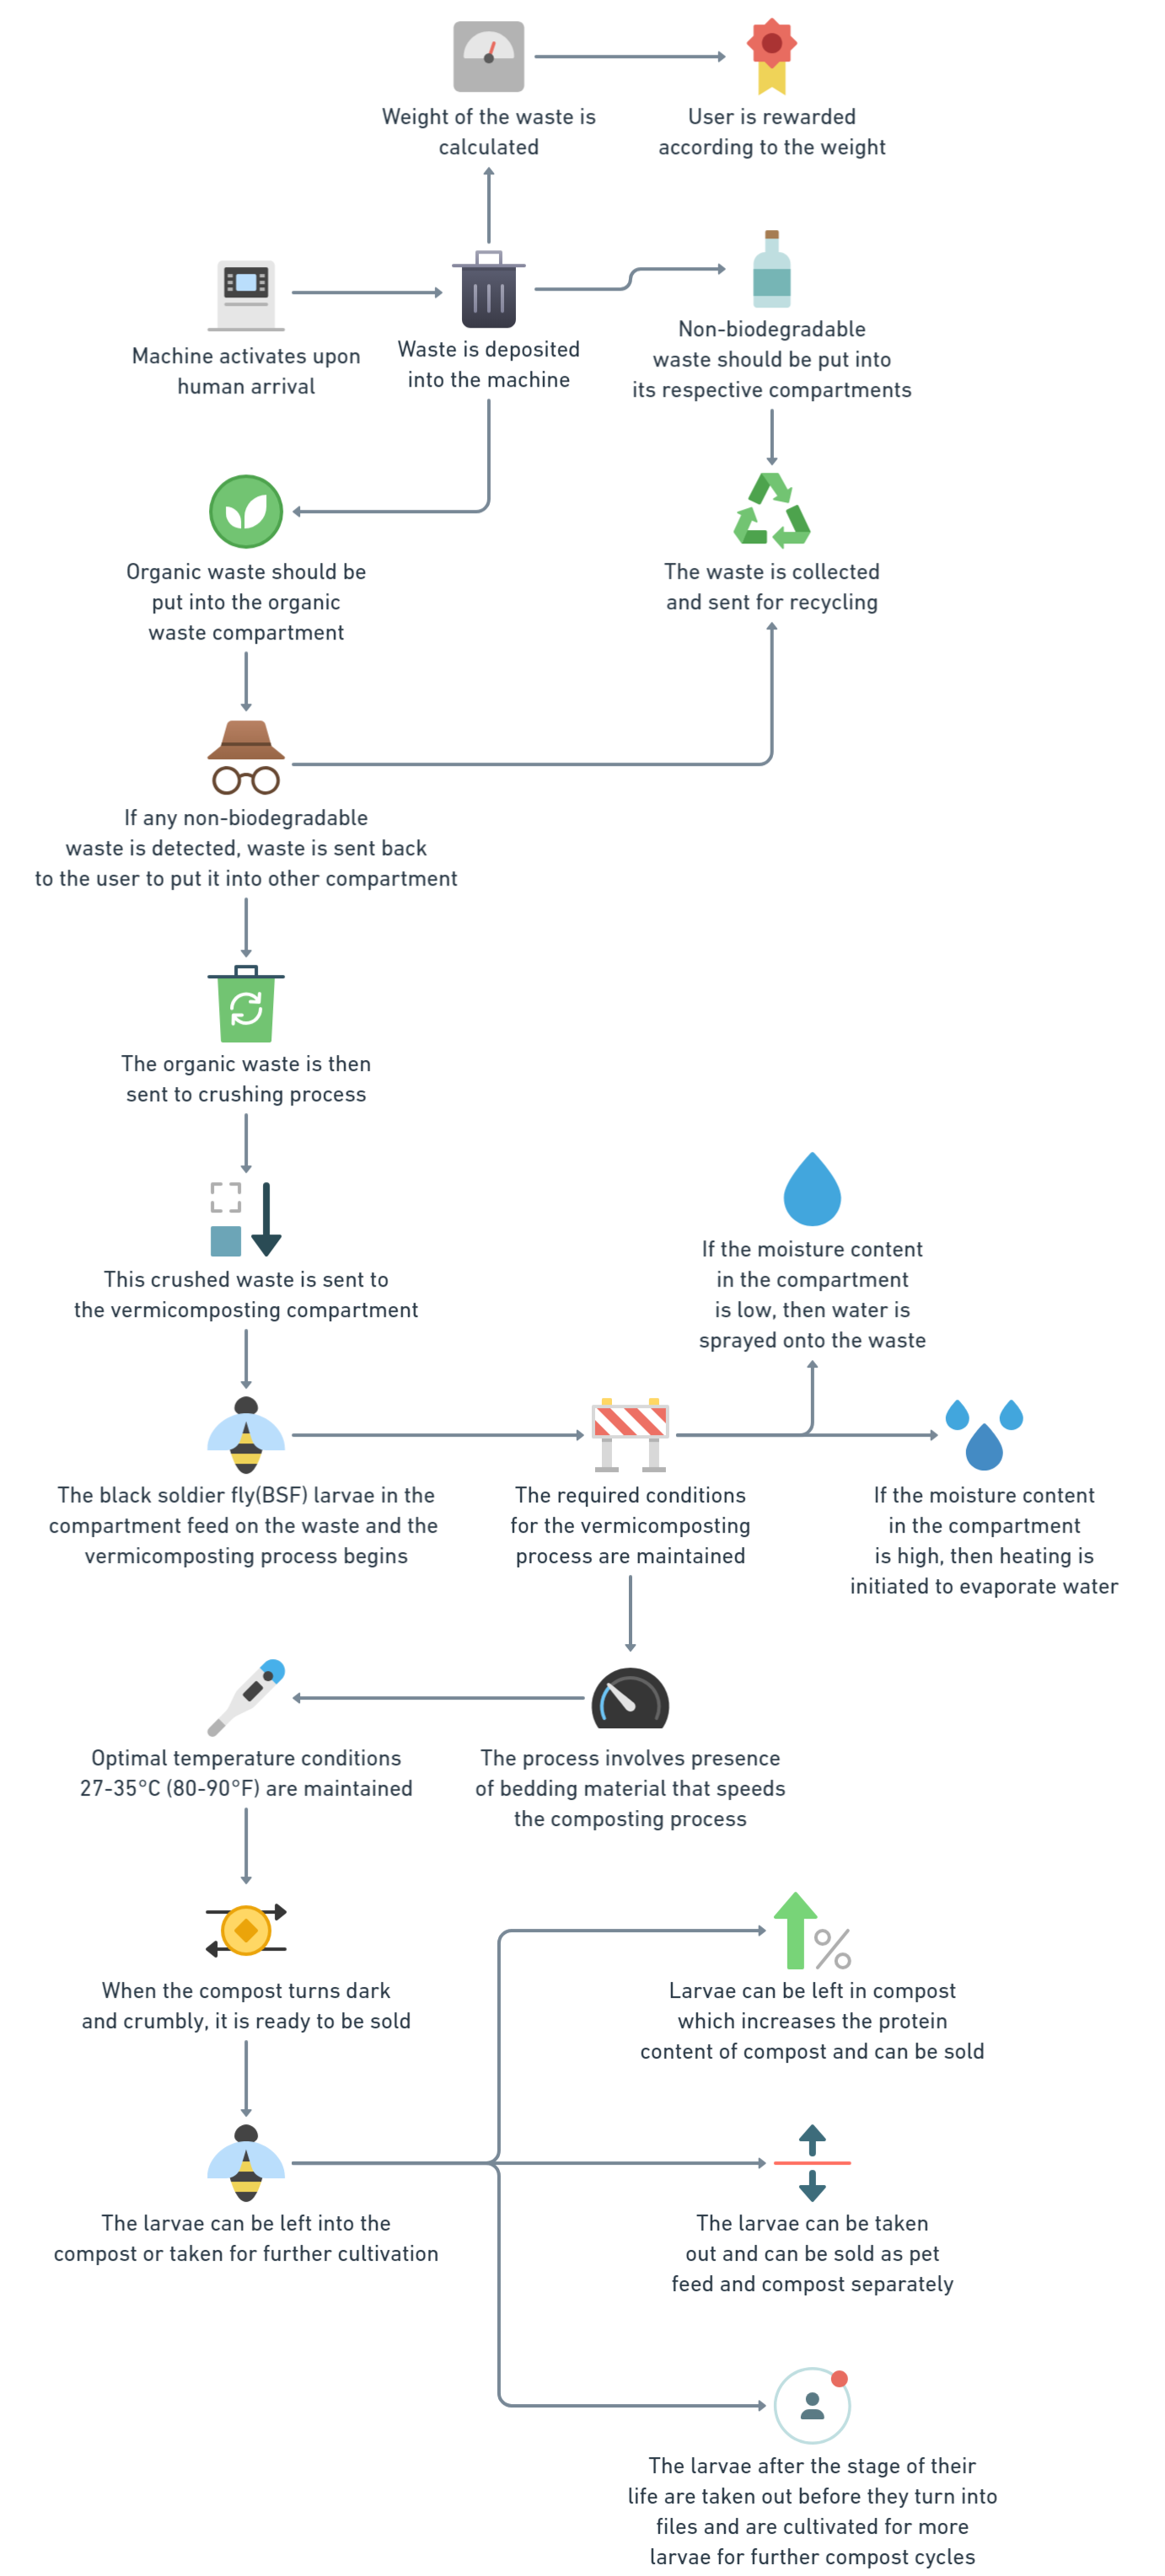 Weight of the waste is
calculated
User is rewarded
according to the weight
Machine activates upon
human arrival
Waste is deposited
into the machine
Non-biodegradable
waste should be put into
its respective compartments
Organic waste should be
put into the organic
waste compartment
The waste is collected
and sent for recycling
If any non-biodegradable
waste is detected, waste is sent back
to the user to put it into other compartment
The organic waste is then
sent to crushing process
This crushed waste is sent to
the vermicomposting compartment
If the moisture content
in the compartment
is low, then water is
sprayed onto the waste
The black soldier fly(BSF) larvae in the
compartment feed on the waste and the
vermicomposting process begins
The required conditions
for the vermicomposting
process are maintained
If the moisture content
in the compartment
is high, then heating is
initiated to evaporate water
Optimal temperature conditions
27-35°C (80-90°F) are maintained
The process involves presence
of bedding material that speeds
the composting process
When the compost turns dark
and crumbly, it is ready to be sold
Larvae can be left in compost
which increases the protein
content of compost and can be sold
The larvae can be left into the
compost or taken for further cultivation
The larvae can be taken
out and can be sold as pet
feed and compost separately
The larvae after the stage of their
life are taken out before they turn into
files and are cultivated for more
larvae for further compost cycles